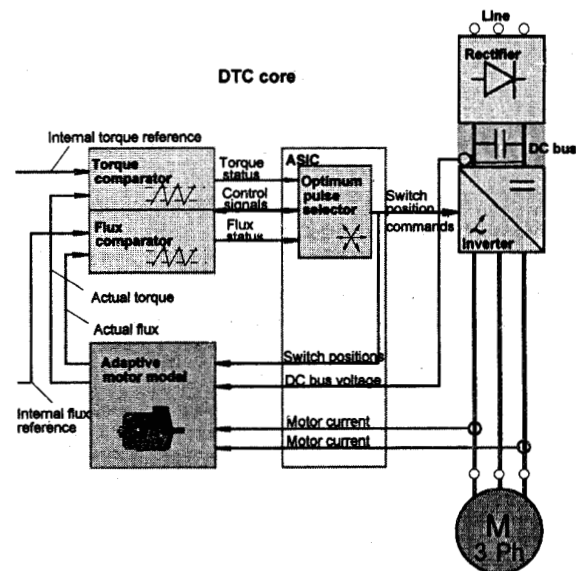 Line
Rectifier
DTC core
DC bus
Internal torque reference
Torque
comparator
Torque
status
ASIC
Optimum
pulse
selector
Control
signals
Switch
position
commands
Flux
comparator
Flux
status
Inverter
Actual torque
Actual flux
Switch positions
Adaptive
motor model
DC bus voltage
Internal flux
reference
Motor current
Motor current
M
3 Ph